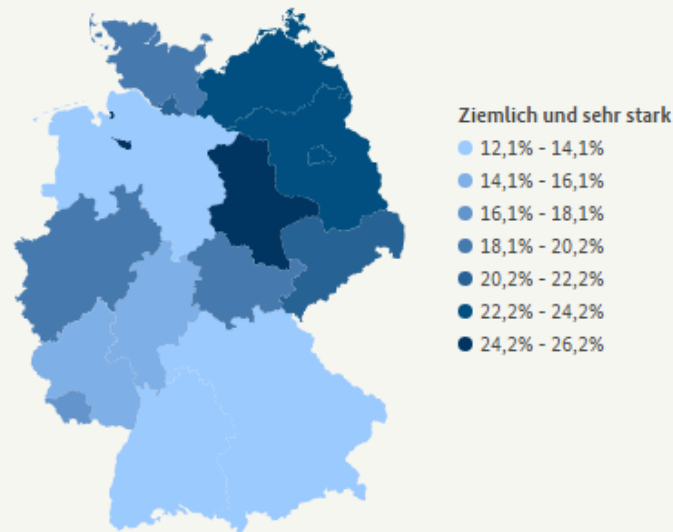 Ziemlich und sehr stark
12,1% - 14,1%
14,1% - 16,1%
16,1% - 18,1%
18,1% - 20,2%
20,2% - 22,2%
22,2% - 24,2%
24,2% - 26,2%